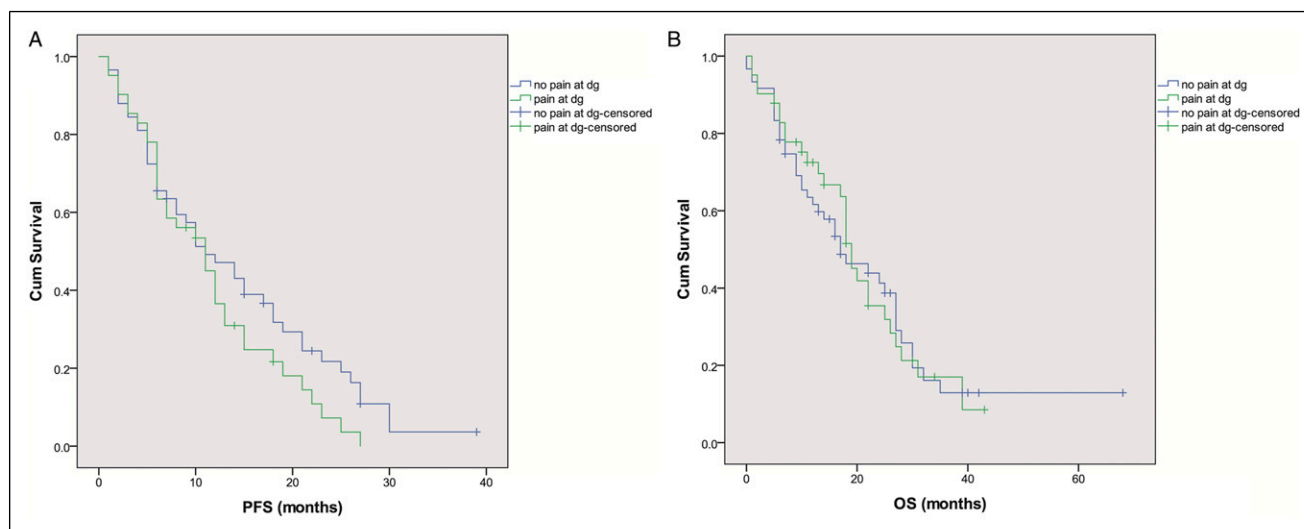 A
1.0
0.8
0.6
0.4
0.2
0.0
Cum Survival
0 10 20 30 40
PFS (months)
no pain at dg
pain at dg
no pain at dg-censored
pain at dg-censored
B
1.0
0.8
0.6
0.4
0.2
0.0
Cum Survival
0 20 40 60
OS (months)
no pain at dg
pain at dg
no pain at dg-censored
pain at dg-censored